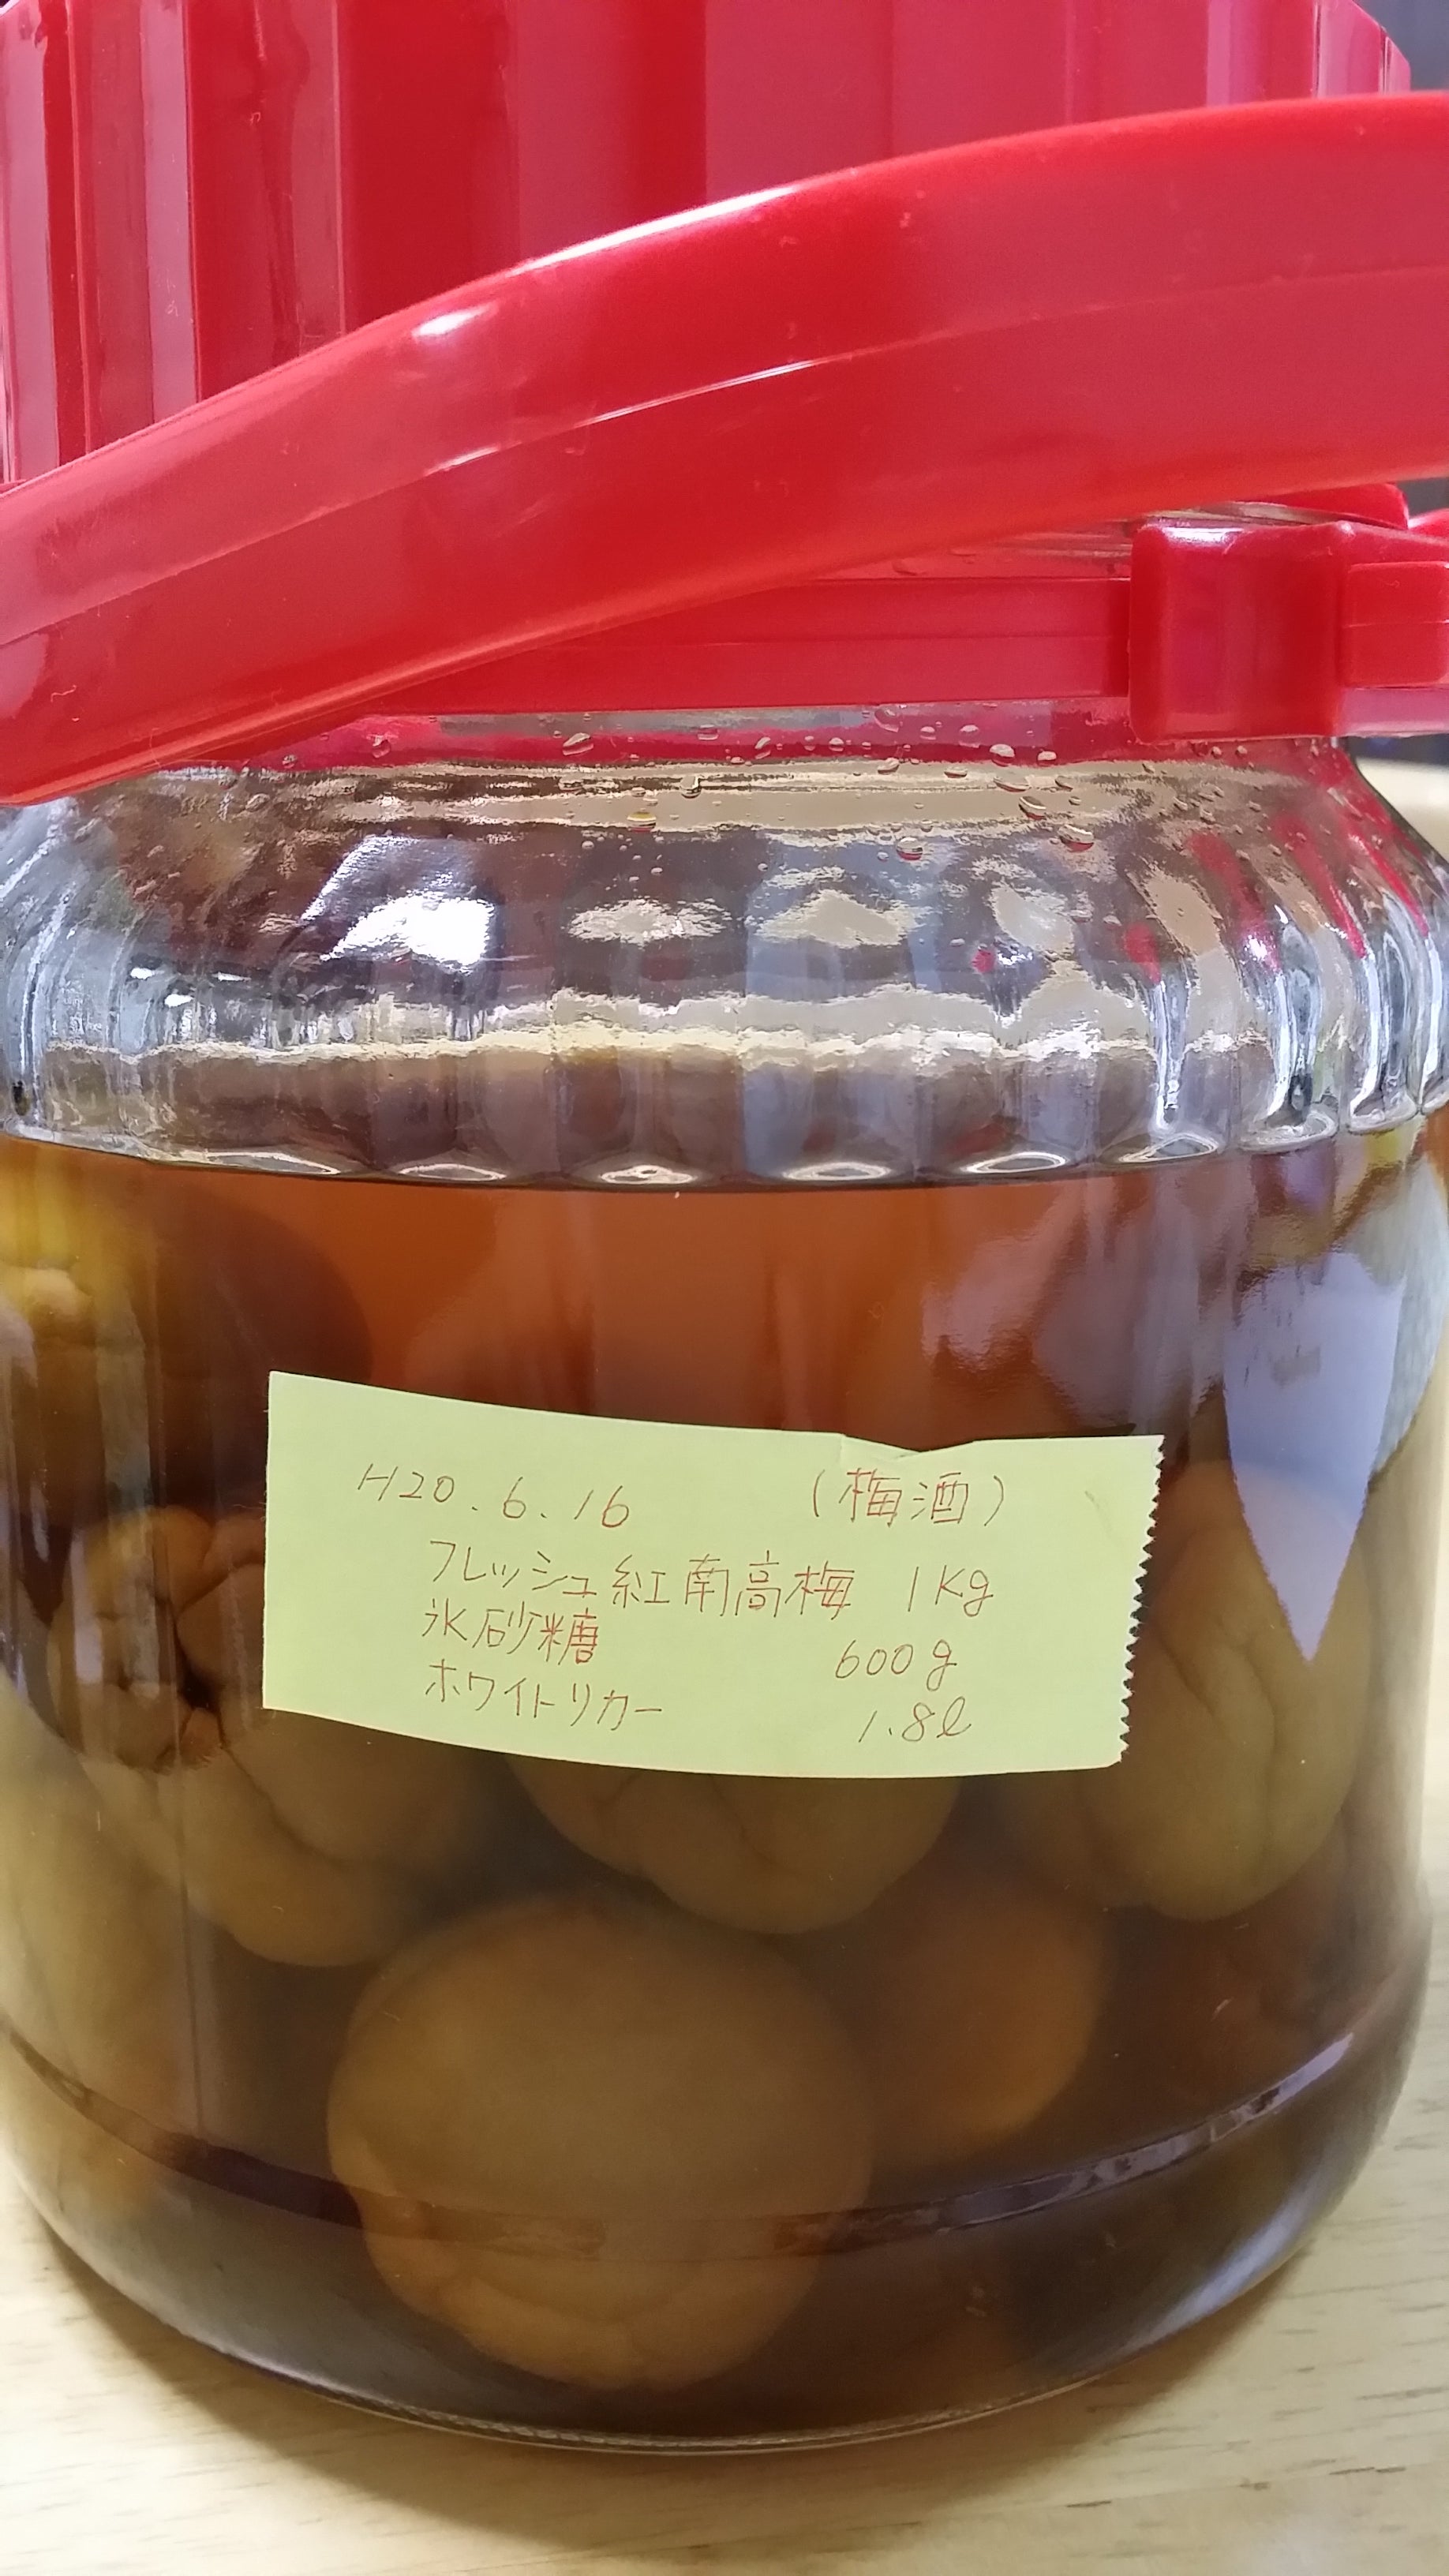 H20.6.16 (梅酒)
フレッシュ紅南高梅 1Kg
氷砂糖 600g
ホワイトリカー 1.8ℓ